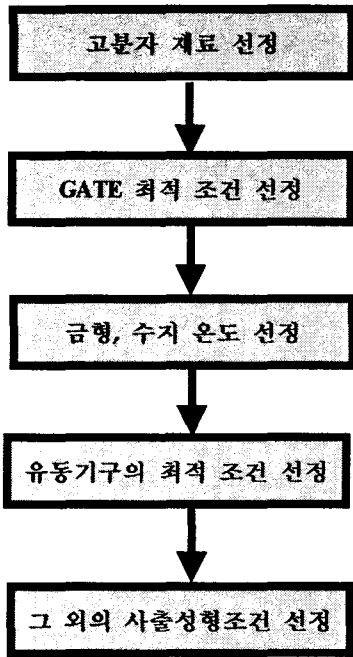 고분자 재료 선정
GATE 최적 조건 선정
금형, 수지 온도 선정
유동기구의 최적 조건 선정
그 외의 사출성형조건 선정